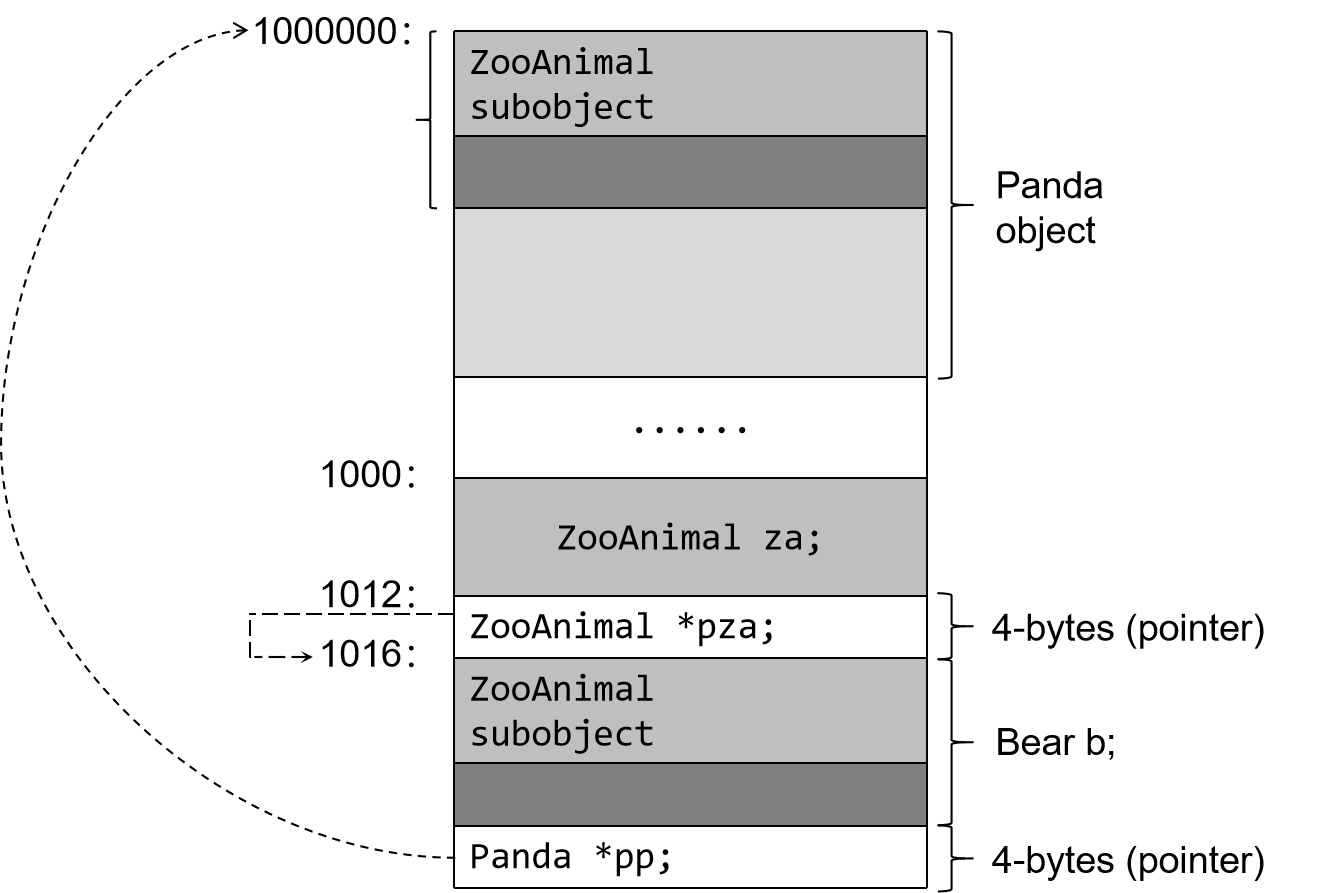 1000000:
ZooAnimal
subobject
Panda
object
......
1000:
ZooAnimal za;
1012:
ZooAnimal *pza;
4-bytes (pointer)
1016:
ZooAnimal
subobject
Bear b;
Panda *pp;
4-bytes (pointer)